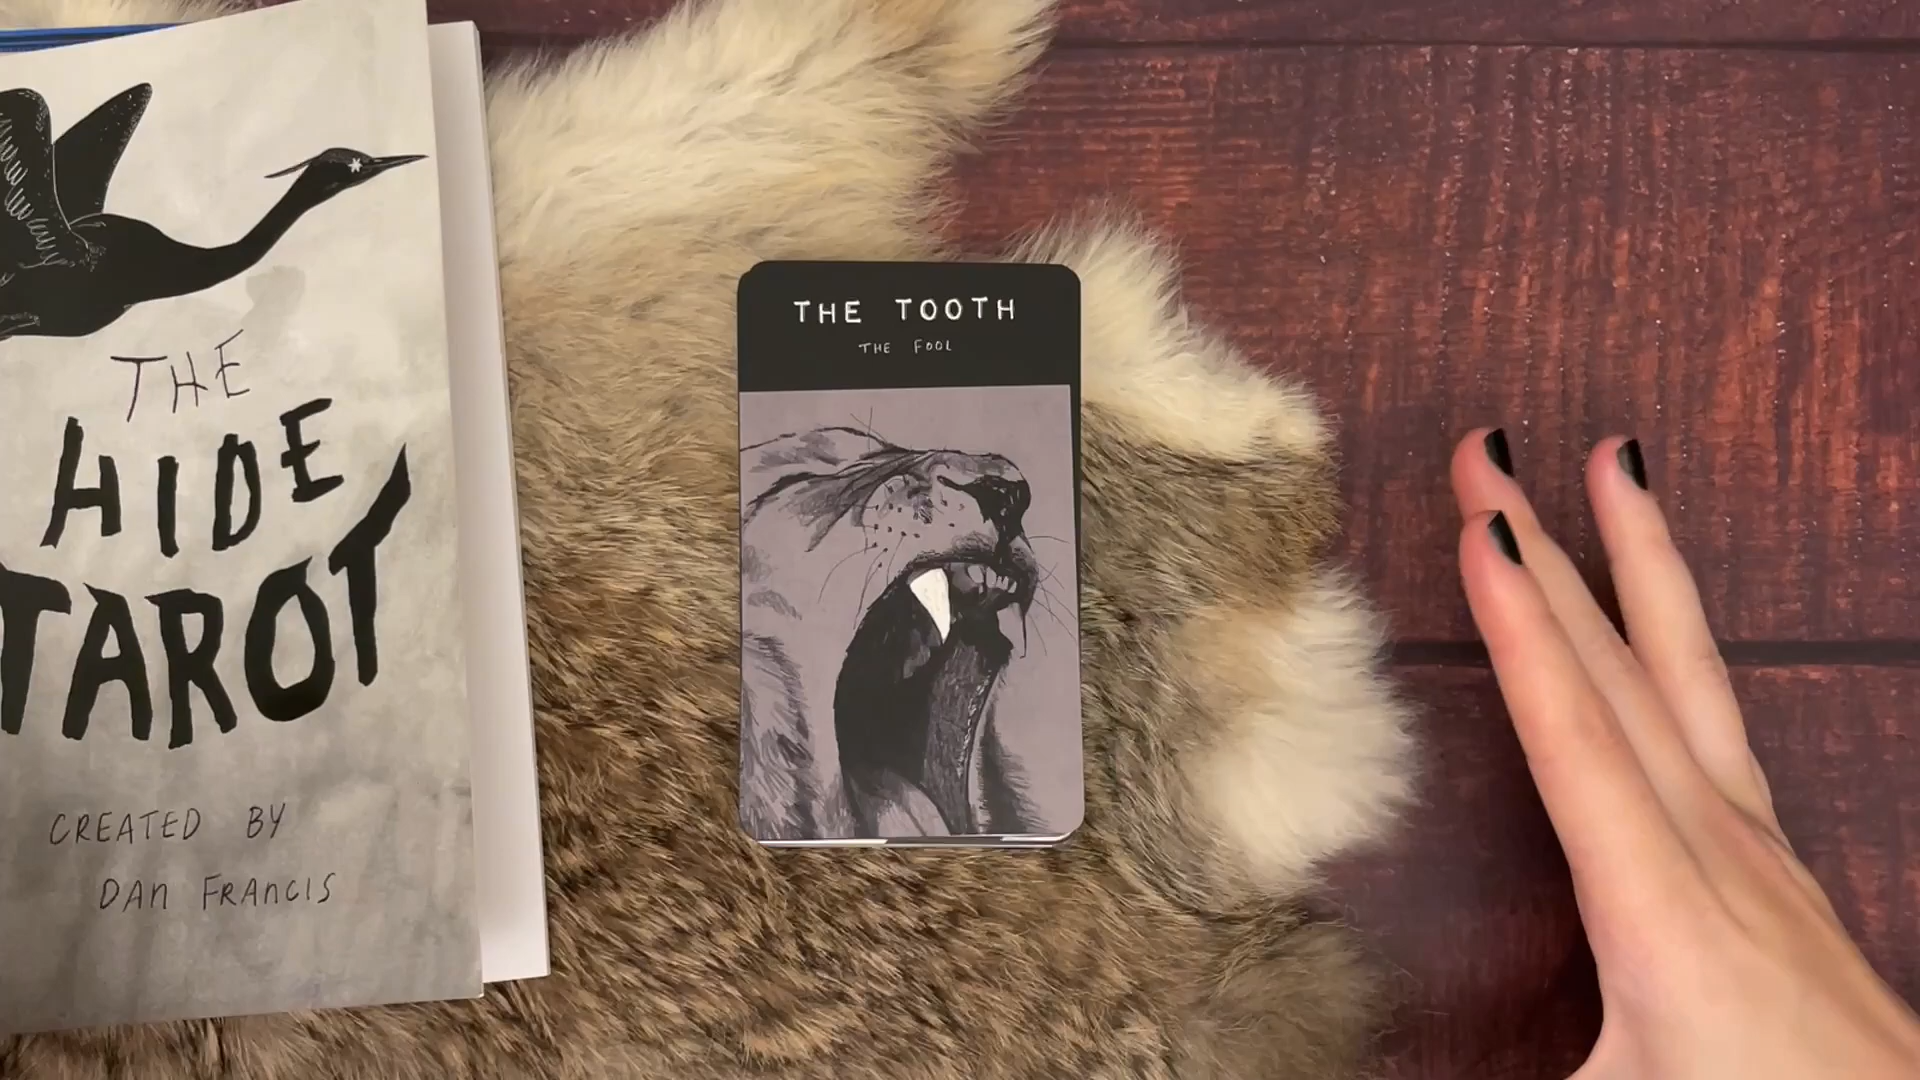 THE
HIDE
TAROT
CREATED BY
DAN FRANCIS
THE TOOTH
THE FOOL